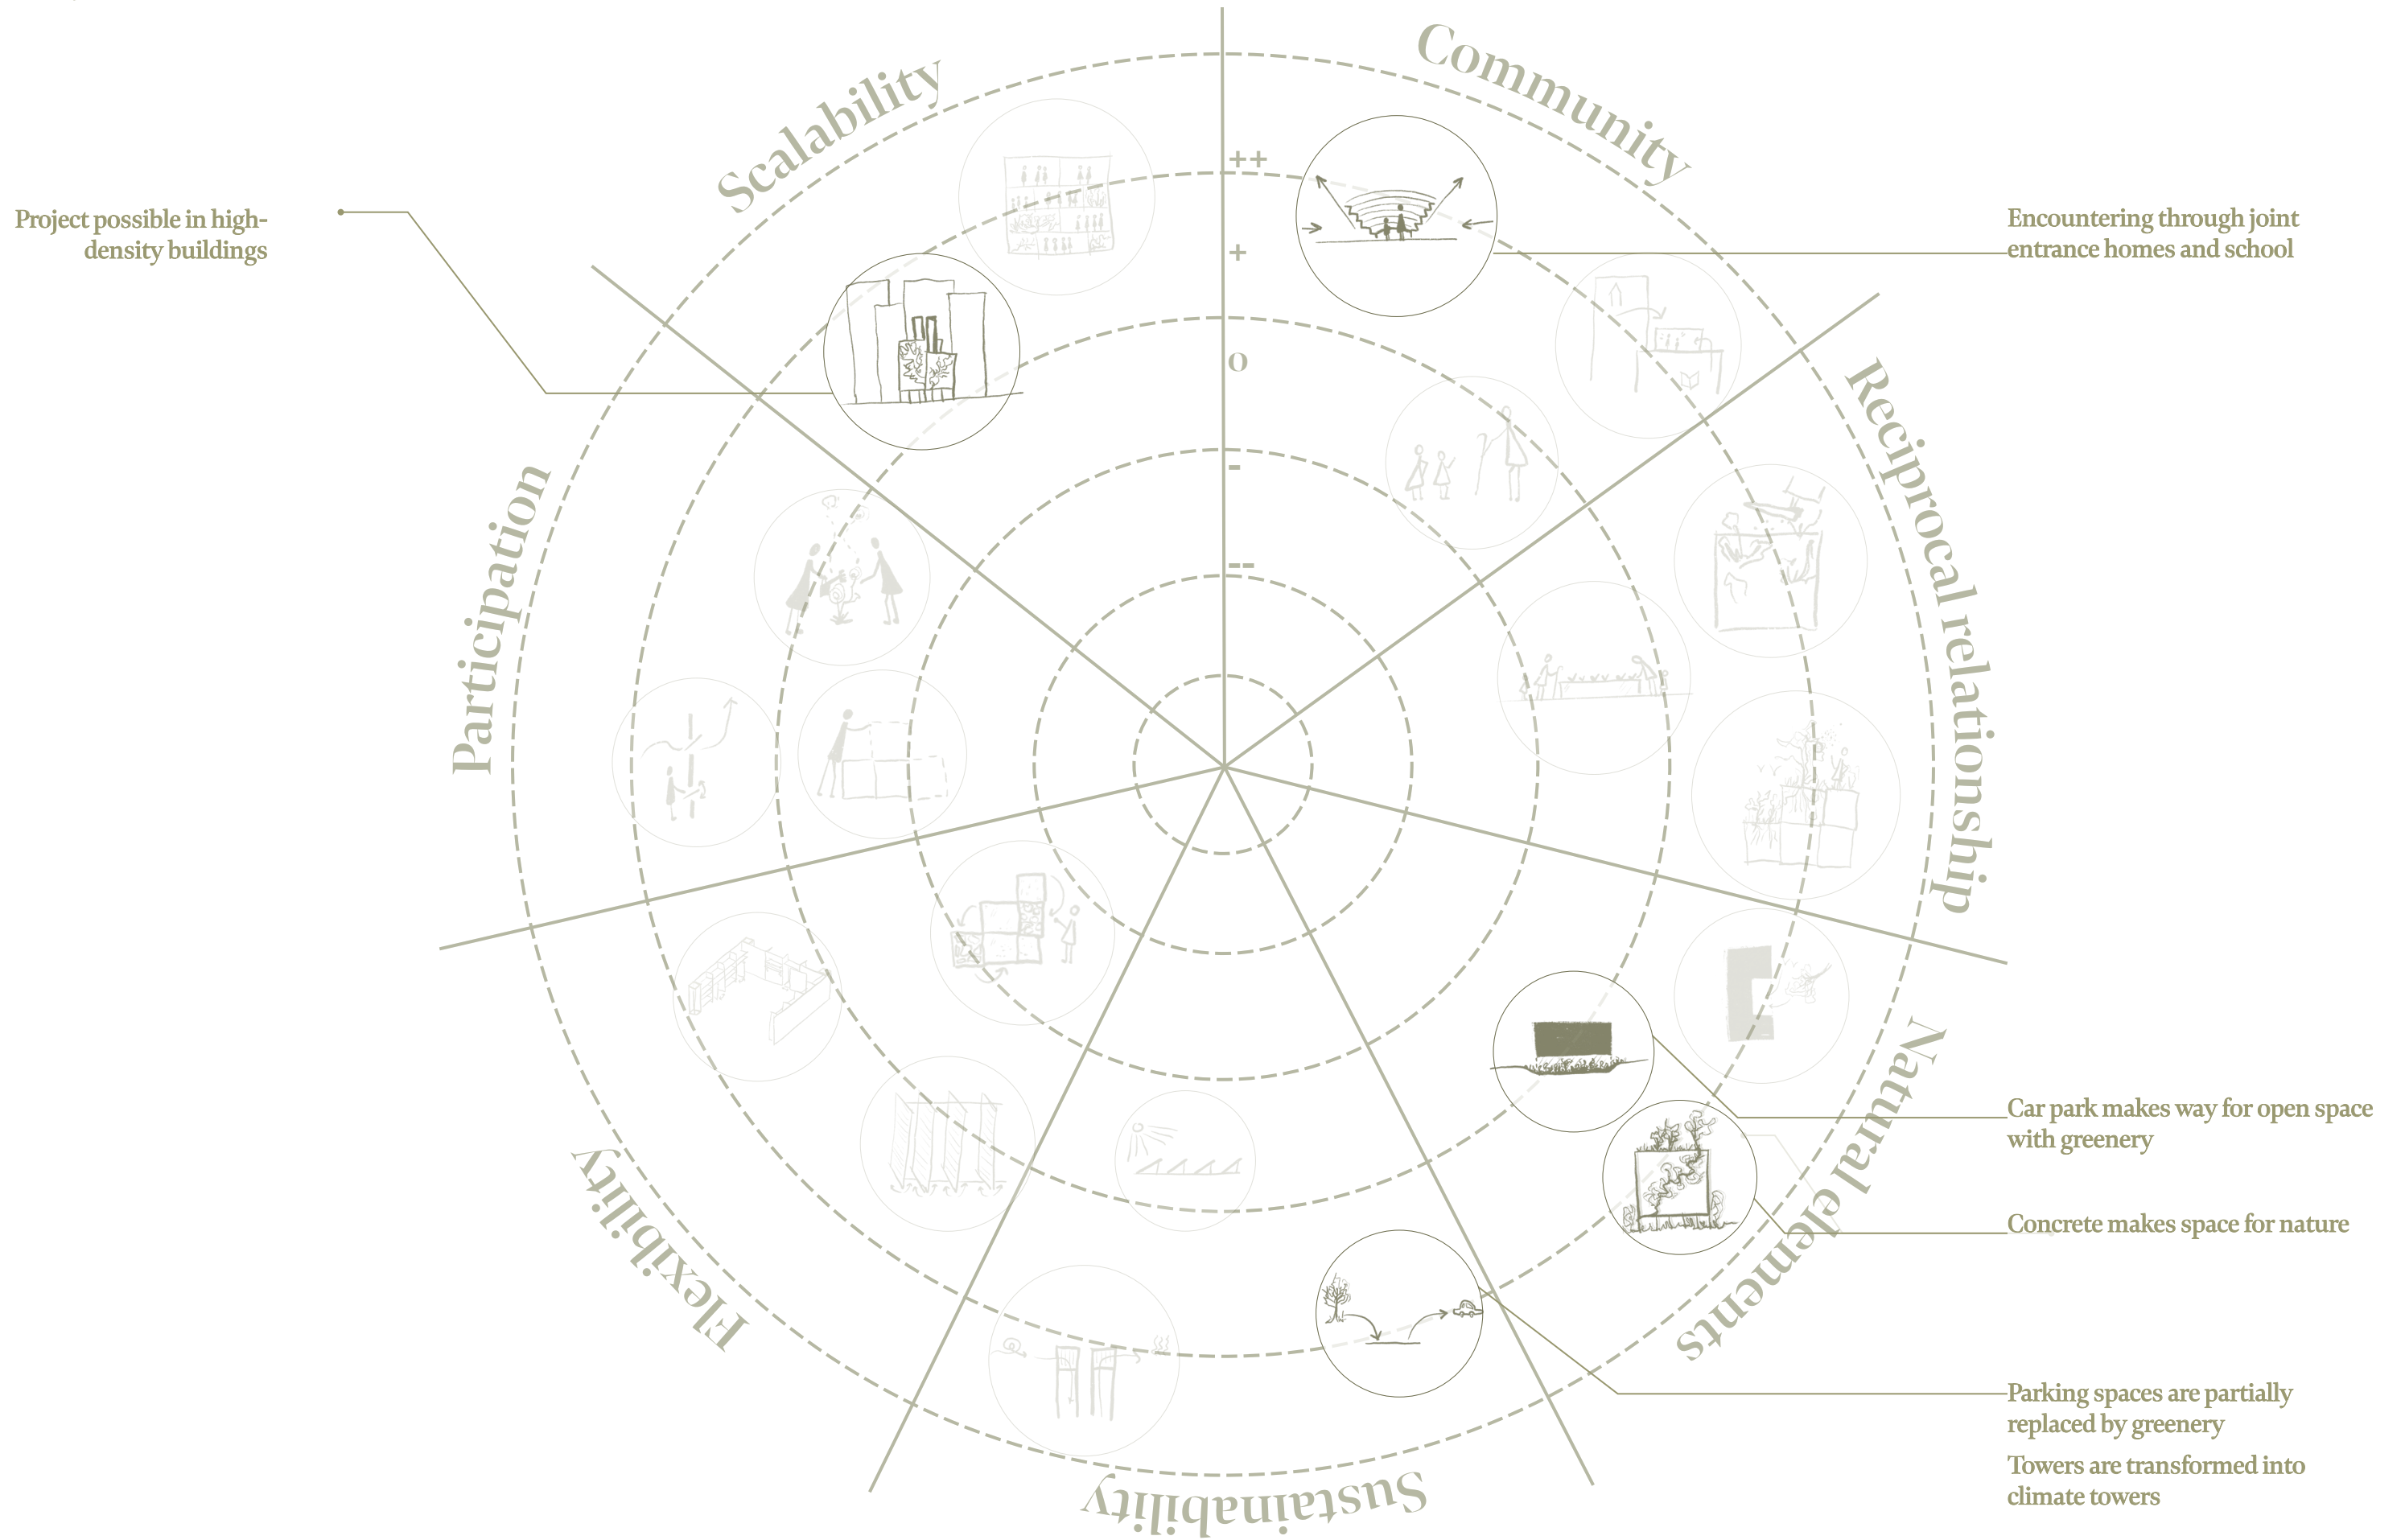 Scalability
Community
++
Project possible in high-
density buildings
Encountering through joint
entrance homes and school
+
o
Reciprocal relationship
Participation
-
--
Natural elements
Car park makes way for open space
with greenery
Concrete makes space for nature
Flexibility
Parking spaces are partially
replaced by greenery
Towers are transformed into
climate towers
Sustainability